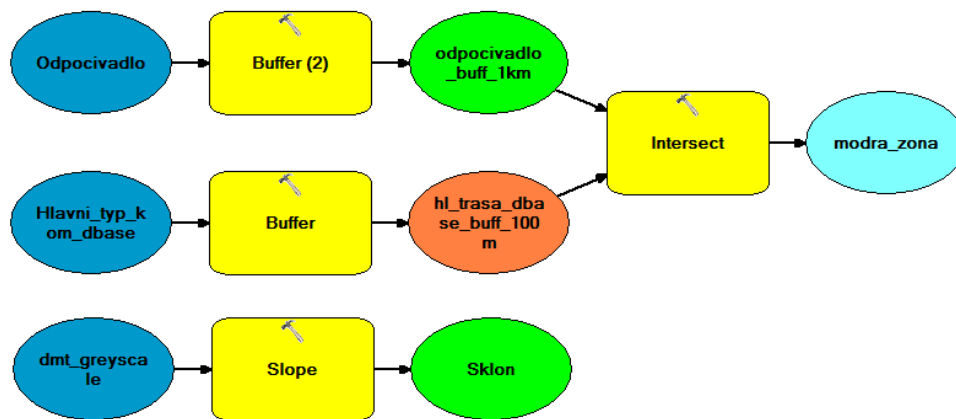 Odpocivadlo
Buffer (2)
odpocivadlo
_buff_1km
Intersect
modra_zona
Hlavni_typ_k
om_dbase
Buffer
hl_trasa_dba
se_buff_100
m
dmt_greysca
le
Slope
Sklon